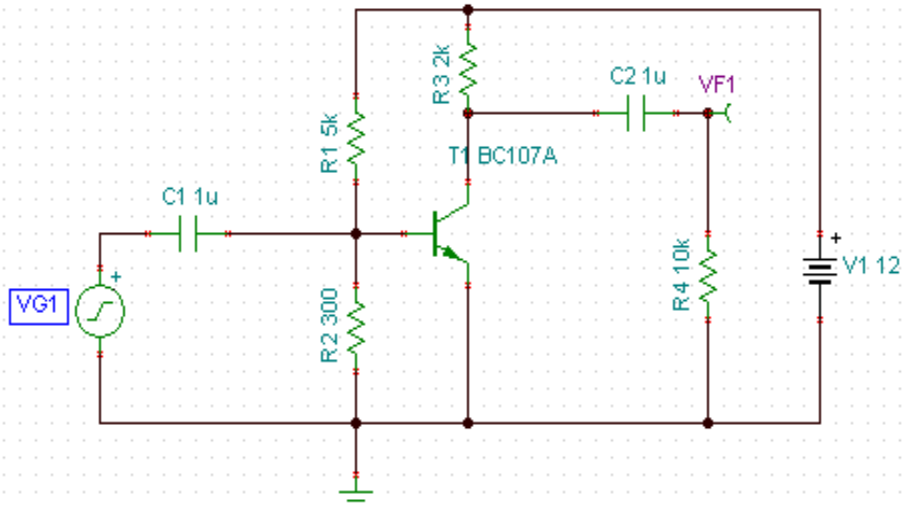 R3 2k
C2 1u
VF1
R1 5k
T1 BC107A
C1 1u
+
V1 12
+
VG1
R2 300
R4 10k